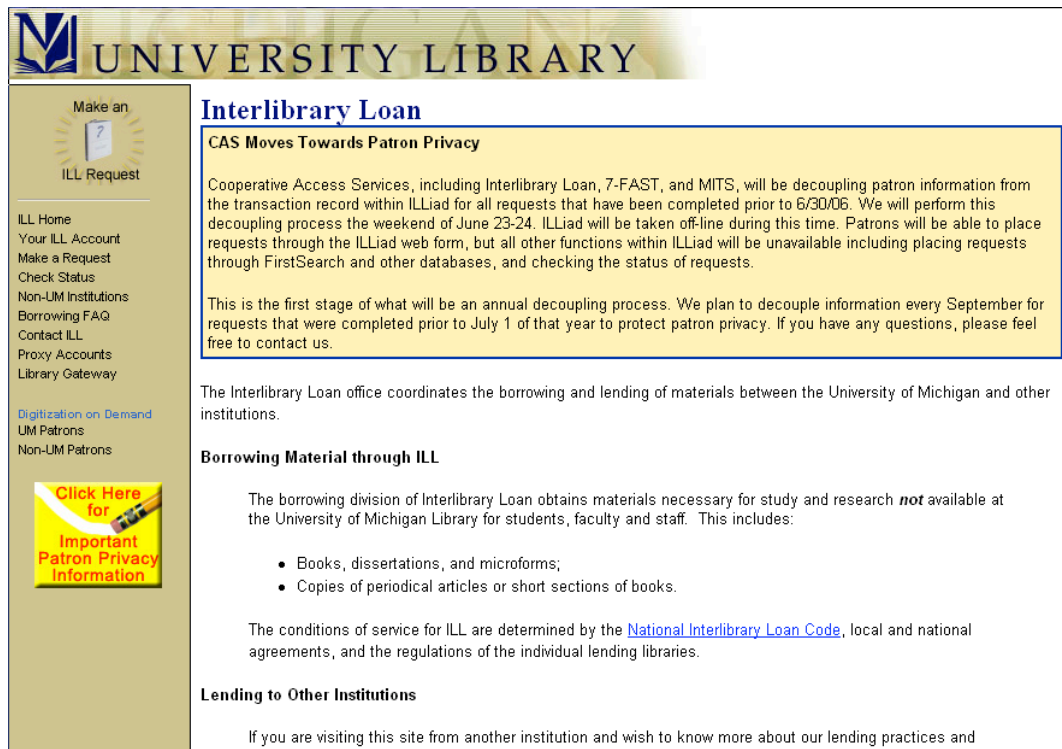 MICHIGAN
M UNIVERSITY LIBRARY
Make an
?
ILL Request
ILL Home
Your ILL Account
Make a Request
Check Status
Non-UM Institutions
Borrowing FAQ
Contact ILL
Proxy Accounts
Library Gateway
Digitization on Demand
UM Patrons
Non-UM Patrons
Click Here
for
Important
Patron Privacy
Information
Interlibrary Loan
CAS Moves Towards Patron Privacy
Cooperative Access Services, including Interlibrary Loan, 7-FAST, and MITS, will be decoupling patron information from
the transaction record within ILLiad for all requests that have been completed prior to 6/30/06. We will perform this
decoupling process the weekend of June 23-24. ILLiad will be taken off-line during this time. Patrons will be able to place
requests through the ILLiad web form, but all other functions within ILLiad will be unavailable including placing requests
through FirstSearch and other databases, and checking the status of requests.
This is the first stage of what will be an annual decoupling process. We plan to decouple information every September for
requests that were completed prior to July 1 of that year to protect patron privacy. If you have any questions, please feel
free to contact us.
The Interlibrary Loan office coordinates the borrowing and lending of materials between the University of Michigan and other
institutions.
Borrowing Material through ILL
The borrowing division of Interlibrary Loan obtains materials necessary for study and research not available at
the University of Michigan Library for students, faculty and staff. This includes:
• Books, dissertations, and microforms;
• Copies of periodical articles or short sections of books.
The conditions of service for ILL are determined by the National Interlibrary Loan Code, local and national
agreements, and the regulations of the individual lending libraries.
Lending to Other Institutions
If you are visiting this site from another institution and wish to know more about our lending practices and